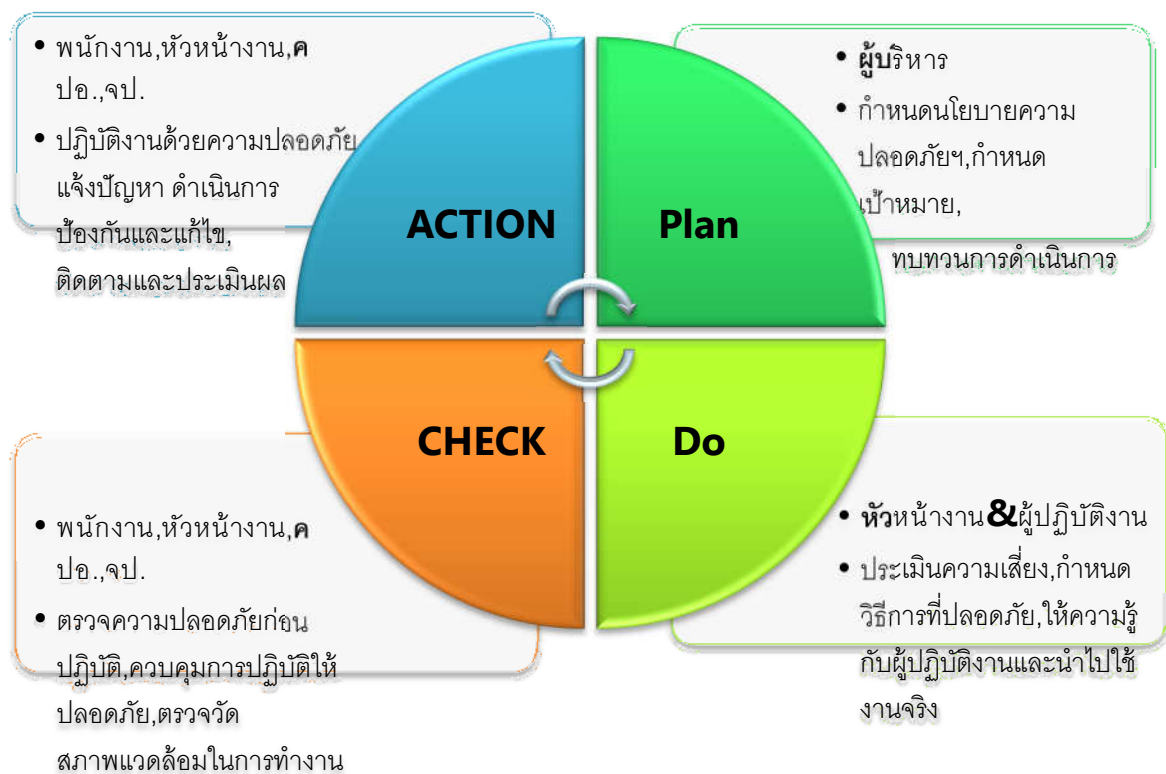 • พนักงาน,หัวหน้างาน,ค
ปอ.,จป.
• ปฏิบัติงานด้วยความปลอดภัย
แจ้งปัญหา ดำเนินการ
ป้องกันและแก้ไข,
ติดตามและประเมินผล
ACTION
Plan
• ผู้บริหาร
• กำหนดนโยบายความ
ปลอดภัยฯ,กำหนด
เป้าหมาย,
ทบทวนการดำเนินการ
CHECK
Do
• พนักงาน,หัวหน้างาน,ค
ปอ.,จป.
• ตรวจความปลอดภัยก่อน
ปฏิบัติ,ควบคุมการปฏิบัติให้
ปลอดภัย,ตรวจวัด
สภาพแวดล้อมในการทำงาน
• หัวหน้างาน&ผู้ปฏิบัติงาน
• ประเมินความเสี่ยง,กำหนด
วิธีการที่ปลอดภัย,ให้ความรู้
กับผู้ปฏิบัติงานและนำไปใช้
งานจริง